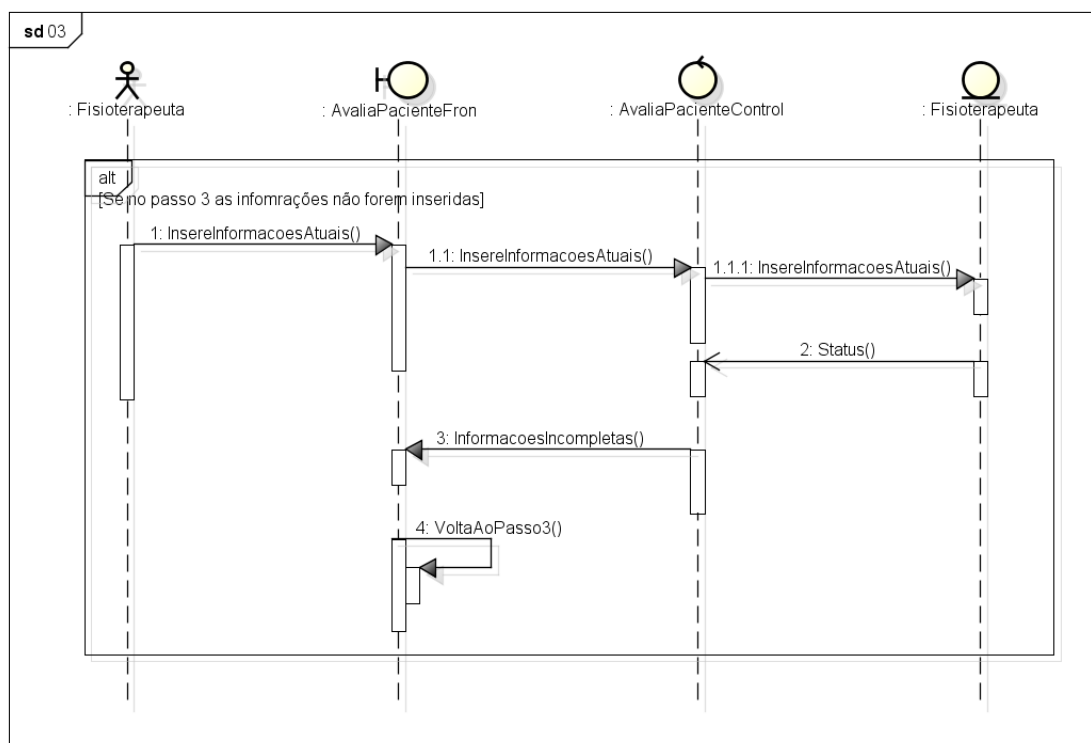 sd 03
: Fisioterapeuta
: AvaliaPacienteFron
: AvaliaPacienteControl
: Fisioterapeuta
alt
[Se no passo 3 as infomrações não forem inseridas]
1: InsereInformacoesAtuais()
1.1: InsereInformacoesAtuais()
1.1.1: InsereInformacoesAtuais()
2: Status()
3: InformacoesIncompletas()
4: VoltaAoPasso3()